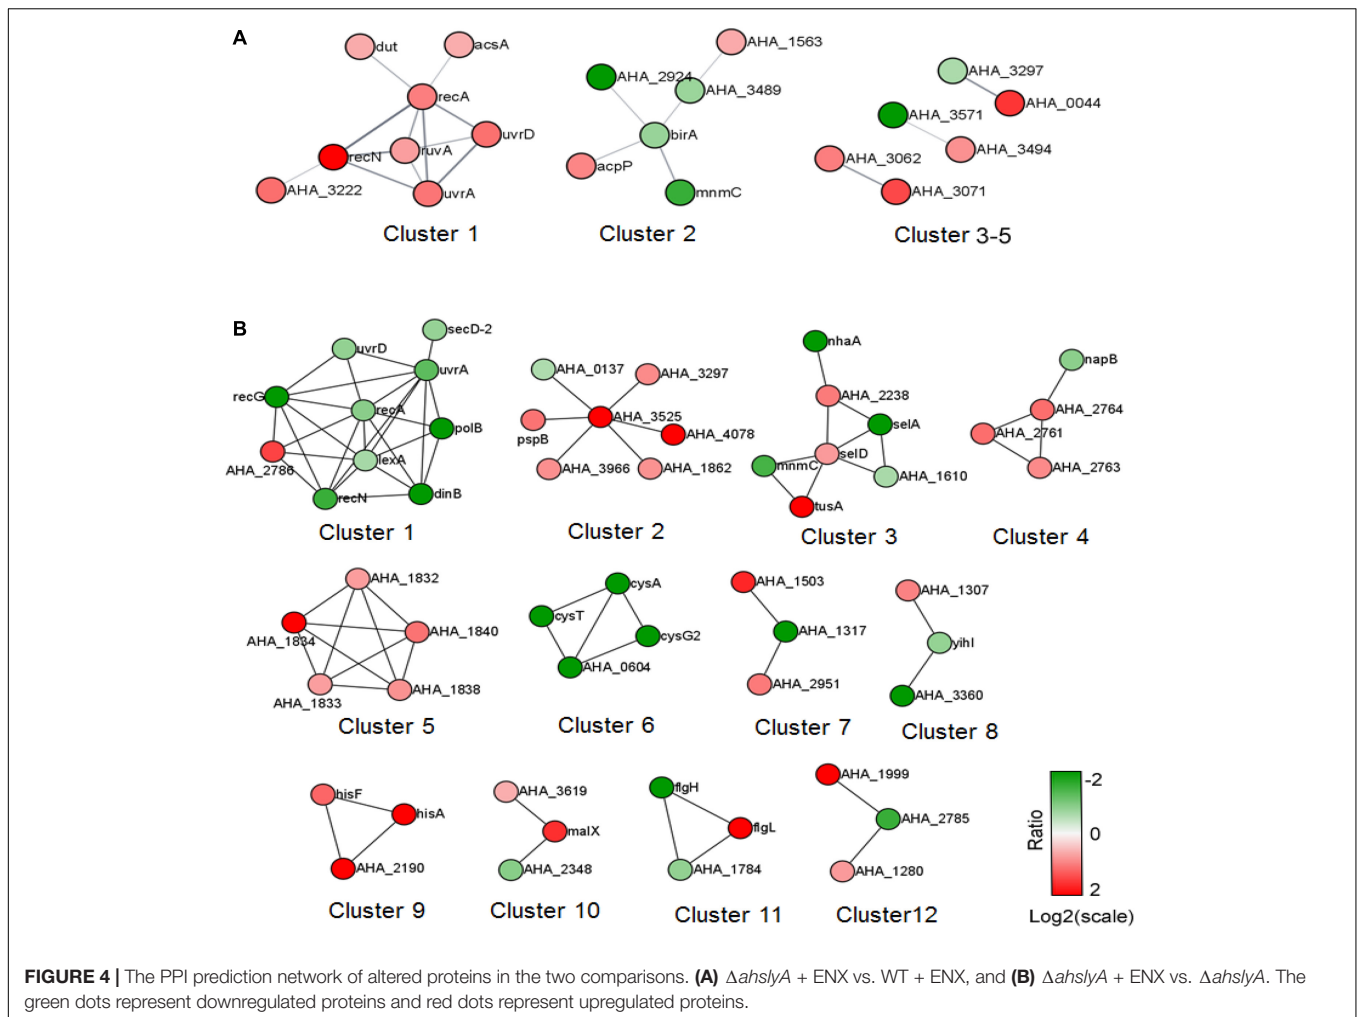 A
dut
acsA
recA
uvrD
recN
ruvA
AHA_3222
uvrA
Cluster 1
AHA_1563
AHA_2924
AHA_3489
birA
acpP
mnmC
Cluster 2
AHA_3297
AHA_0044
AHA_3571
AHA_3494
AHA_3062
AHA_3071
Cluster 3-5
B
secD-2
uvrD
uvrA
recG
recA
polB
lexA
AHA_2786
recN
dinB
Cluster 1
AHA_0137
AHA_3297
AHA_3525
AHA_4078
pspB
AHA_3966
AHA_1862
Cluster 2
nhaA
AHA_2238
selA
selD
mnmC
AHA_1610
tusA
Cluster 3
napB
AHA_2764
AHA_2761
AHA_2763
Cluster 4
AHA_1832
AHA_1834
AHA_1840
AHA_1833
AHA_1838
Cluster 5
cysA
cysT
cysG2
AHA_0604
Cluster 6
AHA_1503
AHA_1317
AHA_2951
Cluster 7
AHA_1307
yihI
AHA_3360
Cluster 8
hisF
hisA
AHA_2190
Cluster 9
AHA_3619
malX
AHA_2348
Cluster 10
flgH
flgL
AHA_1784
Cluster 11
AHA_1999
AHA_2785
AHA_1280
Cluster12
Ratio
-2
0
2
Log2(scale)
FIGURE 4 | The PPI prediction network of altered proteins in the two comparisons. (A) ΔahslyA + ENX vs. WT + ENX, and (B) ΔahslyA + ENX vs. ΔahslyA. The
green dots represent downregulated proteins and red dots represent upregulated proteins.